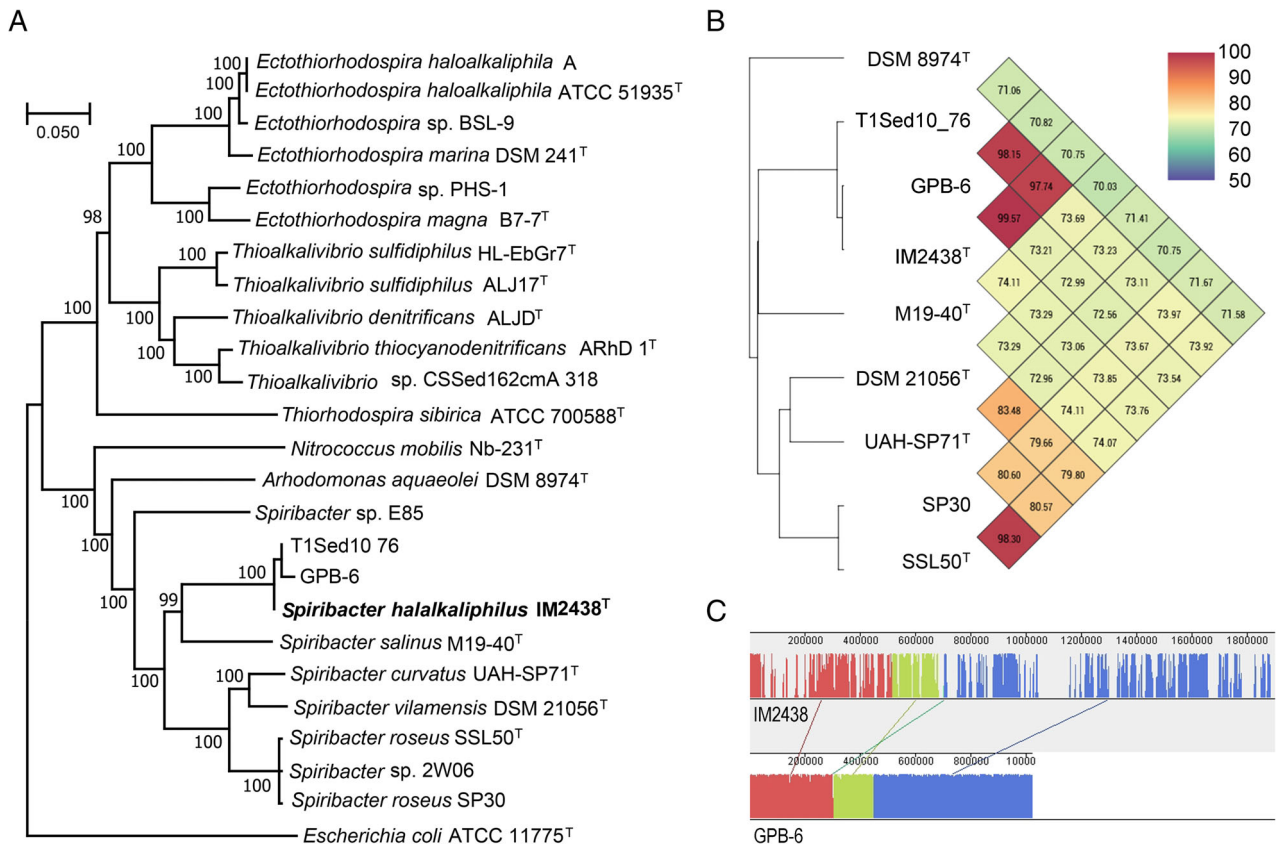 A
100
Ectothiorhodospira haloalkaliphila A
100
Ectothiorhodospira haloalkaliphila ATCC 51935T
0.050
100
Ectothiorhodospira sp. BSL-9
100
Ectothiorhodospira marina DSM 241T
Ectothiorhodospira sp. PHS-1
100
Ectothiorhodospira magna B7-7T
98
100
Thioalkalivibrio sulfidiphilus HL-EbGr7T
Thioalkalivibrio sulfidiphilus ALJ17T
100
100
Thioalkalivibrio denitrificans ALJDT
100
Thioalkalivibrio thiocyanodenitrificans ARhD 1T
100
Thioalkalivibrio sp. CSSed162cmA 318
Thiorhodospira sibirica ATCC 700588T
Nitrococcus mobilis Nb-231T
100
Arhodomonas aquaeolei DSM 8974T
100
Spiribacter sp. E85
T1Sed10 76
100
GPB-6
100
99
Spiribacter halalkaliphilus IM2438T
Spiribacter salinus M19-40T
100
100
Spiribacter curvatus UAH-SP71T
Spiribacter vilamensis DSM 21056T
100
Spiribacter roseus SSL50T
Spiribacter sp. 2W06
100
Spiribacter roseus SP30
Escherichia coli ATCC 11775T
B
DSM 8974T
T1Sed10_76
GPB-6
IM2438T
M19-40T
DSM 21056T
UAH-SP71T
SP30
SSL50T
100
90
80
70
60
50
71.06
70.82
98.15
70.75
97.74
70.03
99.57
73.69
71.41
73.21
73.23
70.75
74.11
72.99
73.11
71.67
73.29
72.56
73.97
71.58
73.29
73.06
73.67
73.92
72.96
73.85
73.54
83.48
74.11
73.76
79.66
74.07
80.60
79.80
80.57
98.30
C
200000 400000 600000 800000 1000000 1200000 1400000 1600000 1800000
IM2438
200000 400000 600000 800000 10000
GPB-6